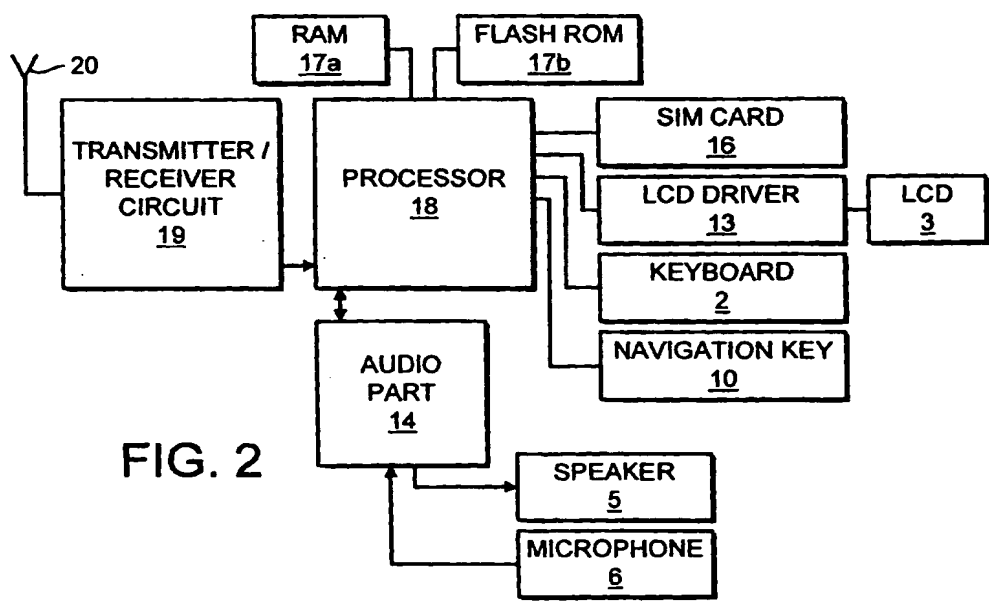 RAM
17a
FLASH ROM
17b
20
TRANSMITTER /
RECEIVER
CIRCUIT
19
PROCESSOR
18
SIM CARD
16
LCD DRIVER
13
LCD
3
KEYBOARD
2
NAVIGATION KEY
10
AUDIO
PART
14
FIG. 2
SPEAKER
5
MICROPHONE
6